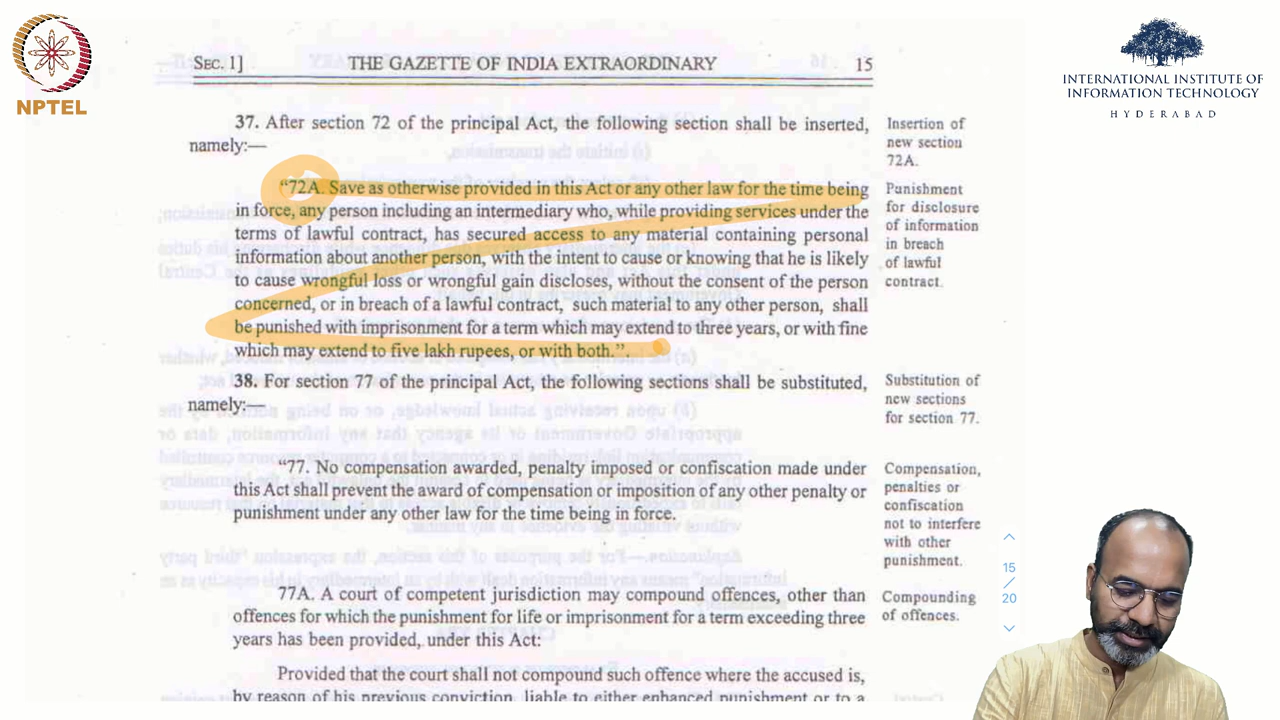 NPTEL
INTERNATIONAL INSTITUTE OF
INFORMATION TECHNOLOGY
HYDERABAD
SEC. 1] THE GAZETTE OF INDIA EXTRAORDINARY 15
37. After section 72 of the principal Act, the following section shall be inserted,
namely:—
Insertion of
new section
72A.
"72A. Save as otherwise provided in this Act or any other law for the time being
in force, any person including an intermediary who, while providing services under the
terms of lawful contract, has secured access to any material containing personal
information about another person, with the intent to cause or knowing that he is likely
to cause wrongful loss or wrongful gain discloses, without the consent of the person
concerned, or in breach of a lawful contract, such material to any other person, shall
be punished with imprisonment for a term which may extend to three years, or with fine
which may extend to five lakh rupees, or with both.".
Punishment
for disclosure
of information
in breach
of lawful
contract.
38. For section 77 of the principal Act, the following sections shall be substituted,
namely:—
Substitution of
new sections
for section 77.
"77. No compensation awarded, penalty imposed or confiscation made under
this Act shall prevent the award of compensation or imposition of any other penalty or
punishment under any other law for the time being in force.
Compensation,
penalties or
confiscation
not to interfere
with other
punishment.
77A. A court of competent jurisdiction may compound offences, other than
offences for which the punishment for life or imprisonment for a term exceeding three
years has been provided, under this Act:
Compounding
of offences.
Provided that the court shall not compound such offence where the accused is,
by reason of his previous conviction, liable to either enhanced punishment or to a
15
/
20